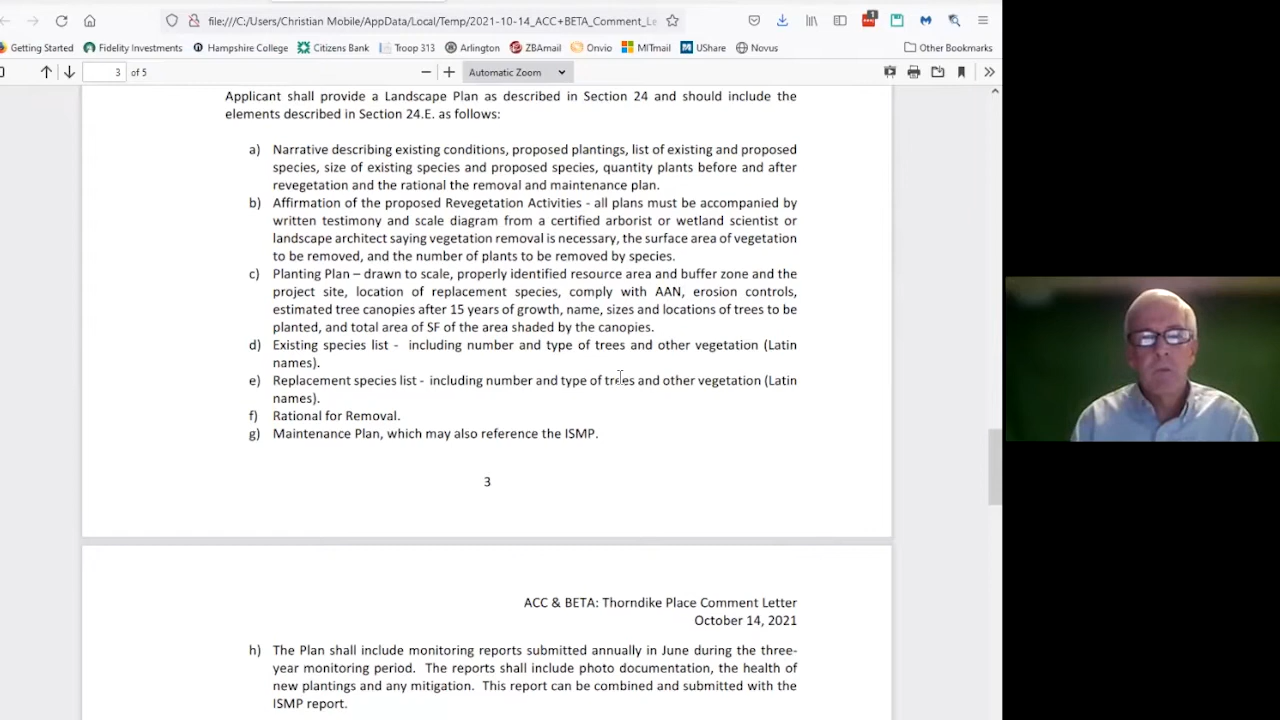 file:///C:/Users/Christian Mobile/AppData/Local/Temp/2021-10-14_ACC+BETA_Comment_Le
1
Getting Started Fidelity Investments Hampshire College Citizens Bank Troop 313 Arlington ZBAmail Onvio MITmail UShare Novus Other Bookmarks
3 of 5 Automatic Zoom
Applicant shall provide a Landscape Plan as described in Section 24 and should include the
elements described in Section 24.E. as follows:
a) Narrative describing existing conditions, proposed plantings, list of existing and proposed
species, size of existing species and proposed species, quantity plants before and after
revegetation and the rational the removal and maintenance plan.
b) Affirmation of the proposed Revegetation Activities - all plans must be accompanied by
written testimony and scale diagram from a certified arborist or wetland scientist or
landscape architect saying vegetation removal is necessary, the surface area of vegetation
to be removed, and the number of plants to be removed by species.
c) Planting Plan – drawn to scale, properly identified resource area and buffer zone and the
project site, location of replacement species, comply with AAN, erosion controls,
estimated tree canopies after 15 years of growth, name, sizes and locations of trees to be
planted, and total area of SF of the area shaded by the canopies.
d) Existing species list - including number and type of trees and other vegetation (Latin
names).
e) Replacement species list - including number and type of trees and other vegetation (Latin
names).
f) Rational for Removal.
g) Maintenance Plan, which may also reference the ISMP.
3
ACC & BETA: Thorndike Place Comment Letter
October 14, 2021
h) The Plan shall include monitoring reports submitted annually in June during the three-
year monitoring period. The reports shall include photo documentation, the health of
new plantings and any mitigation. This report can be combined and submitted with the
ISMP report.